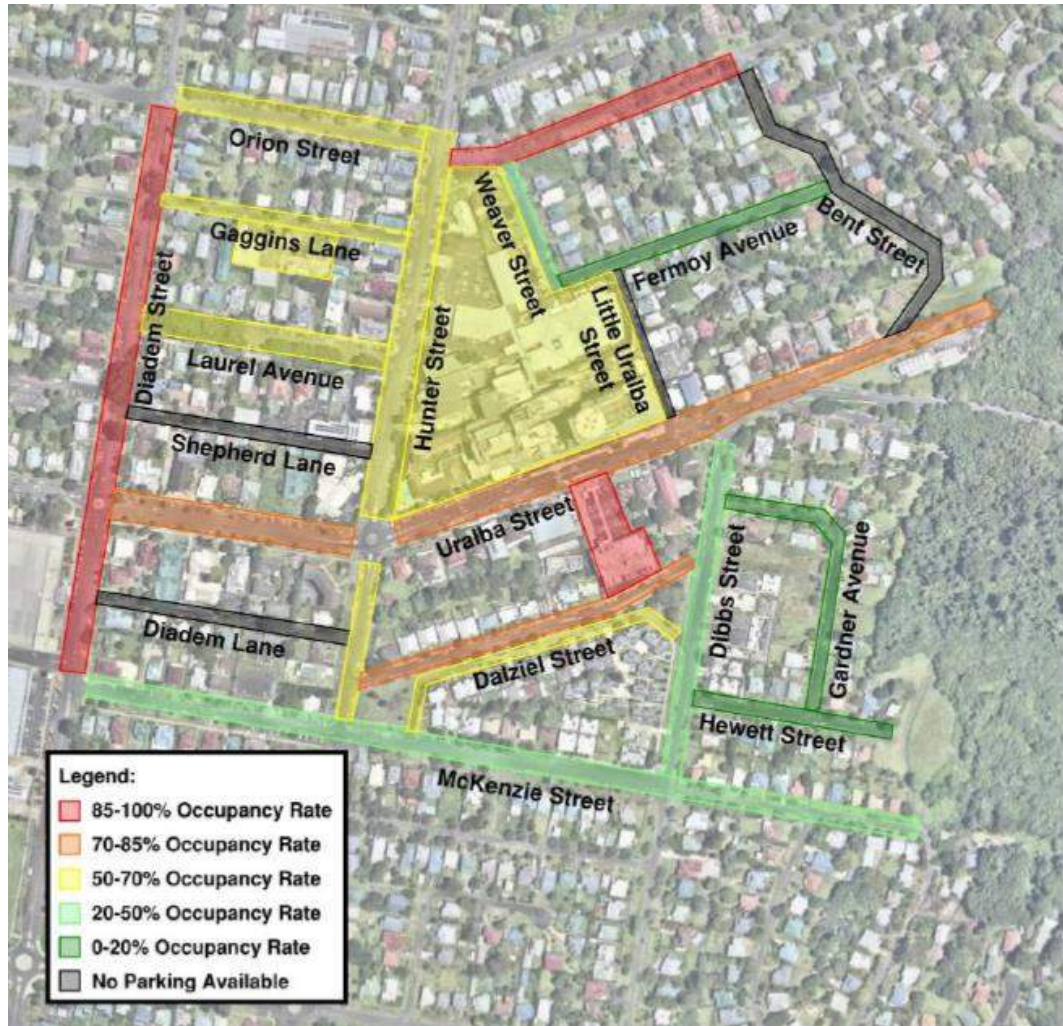 Orion Street
Weaver Street
Gaggins Lane
Fermoy Avenue
Bent Street
Diadem Street
Hunter Street
Little Uralba
Street
Laurel Avenue
Shepherd Lane
Uralba Street
Dibbs Street
Gardner Avenue
Diadem Lane
Dalziel Street
Hewett Street
McKenzie Street
Legend:
85-100% Occupancy Rate
70-85% Occupancy Rate
50-70% Occupancy Rate
20-50% Occupancy Rate
0-20% Occupancy Rate
No Parking Available